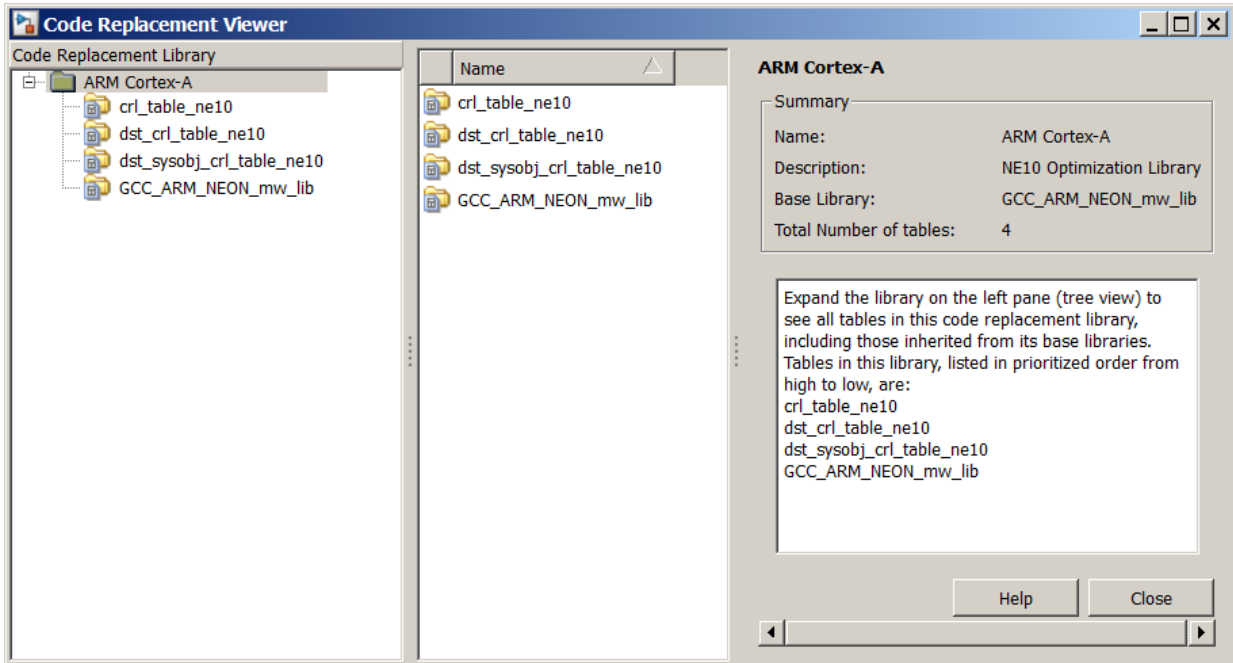 Code Replacement Viewer
Code Replacement Library
ARM Cortex-A
crl_table_ne10
dst_crl_table_ne10
dst_sysobj_crl_table_ne10
GCC_ARM_NEON_mw_lib
Name
crl_table_ne10
dst_crl_table_ne10
dst_sysobj_crl_table_ne10
GCC_ARM_NEON_mw_lib
ARM Cortex-A
Summary
Name: ARM Cortex-A
Description: NE10 Optimization Library
Base Library: GCC_ARM_NEON_mw_lib
Total Number of tables: 4
Expand the library on the left pane (tree view) to
see all tables in this code replacement library,
including those inherited from its base libraries.
Tables in this library, listed in prioritized order from
high to low, are:
crl_table_ne10
dst_crl_table_ne10
dst_sysobj_crl_table_ne10
GCC_ARM_NEON_mw_lib
Help Close